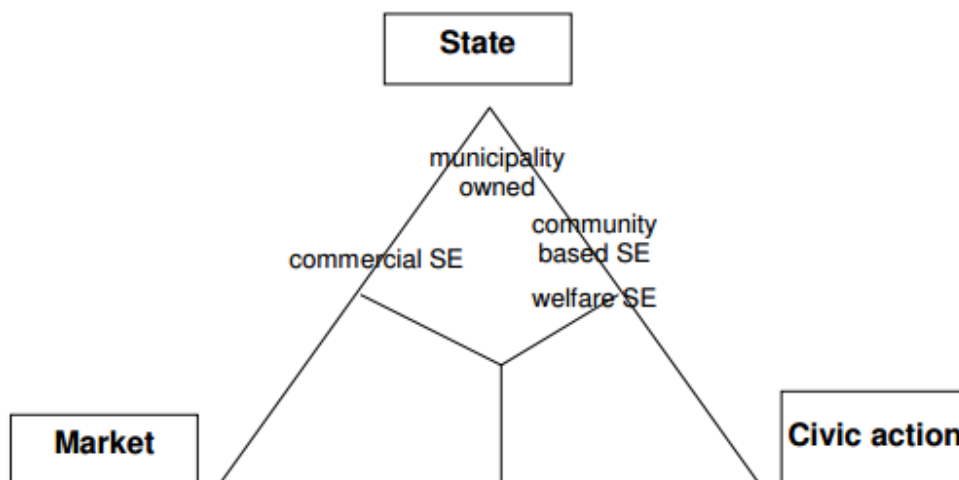 State
municipality
owned
community
based SE
commercial SE
welfare SE
Market
Civic action